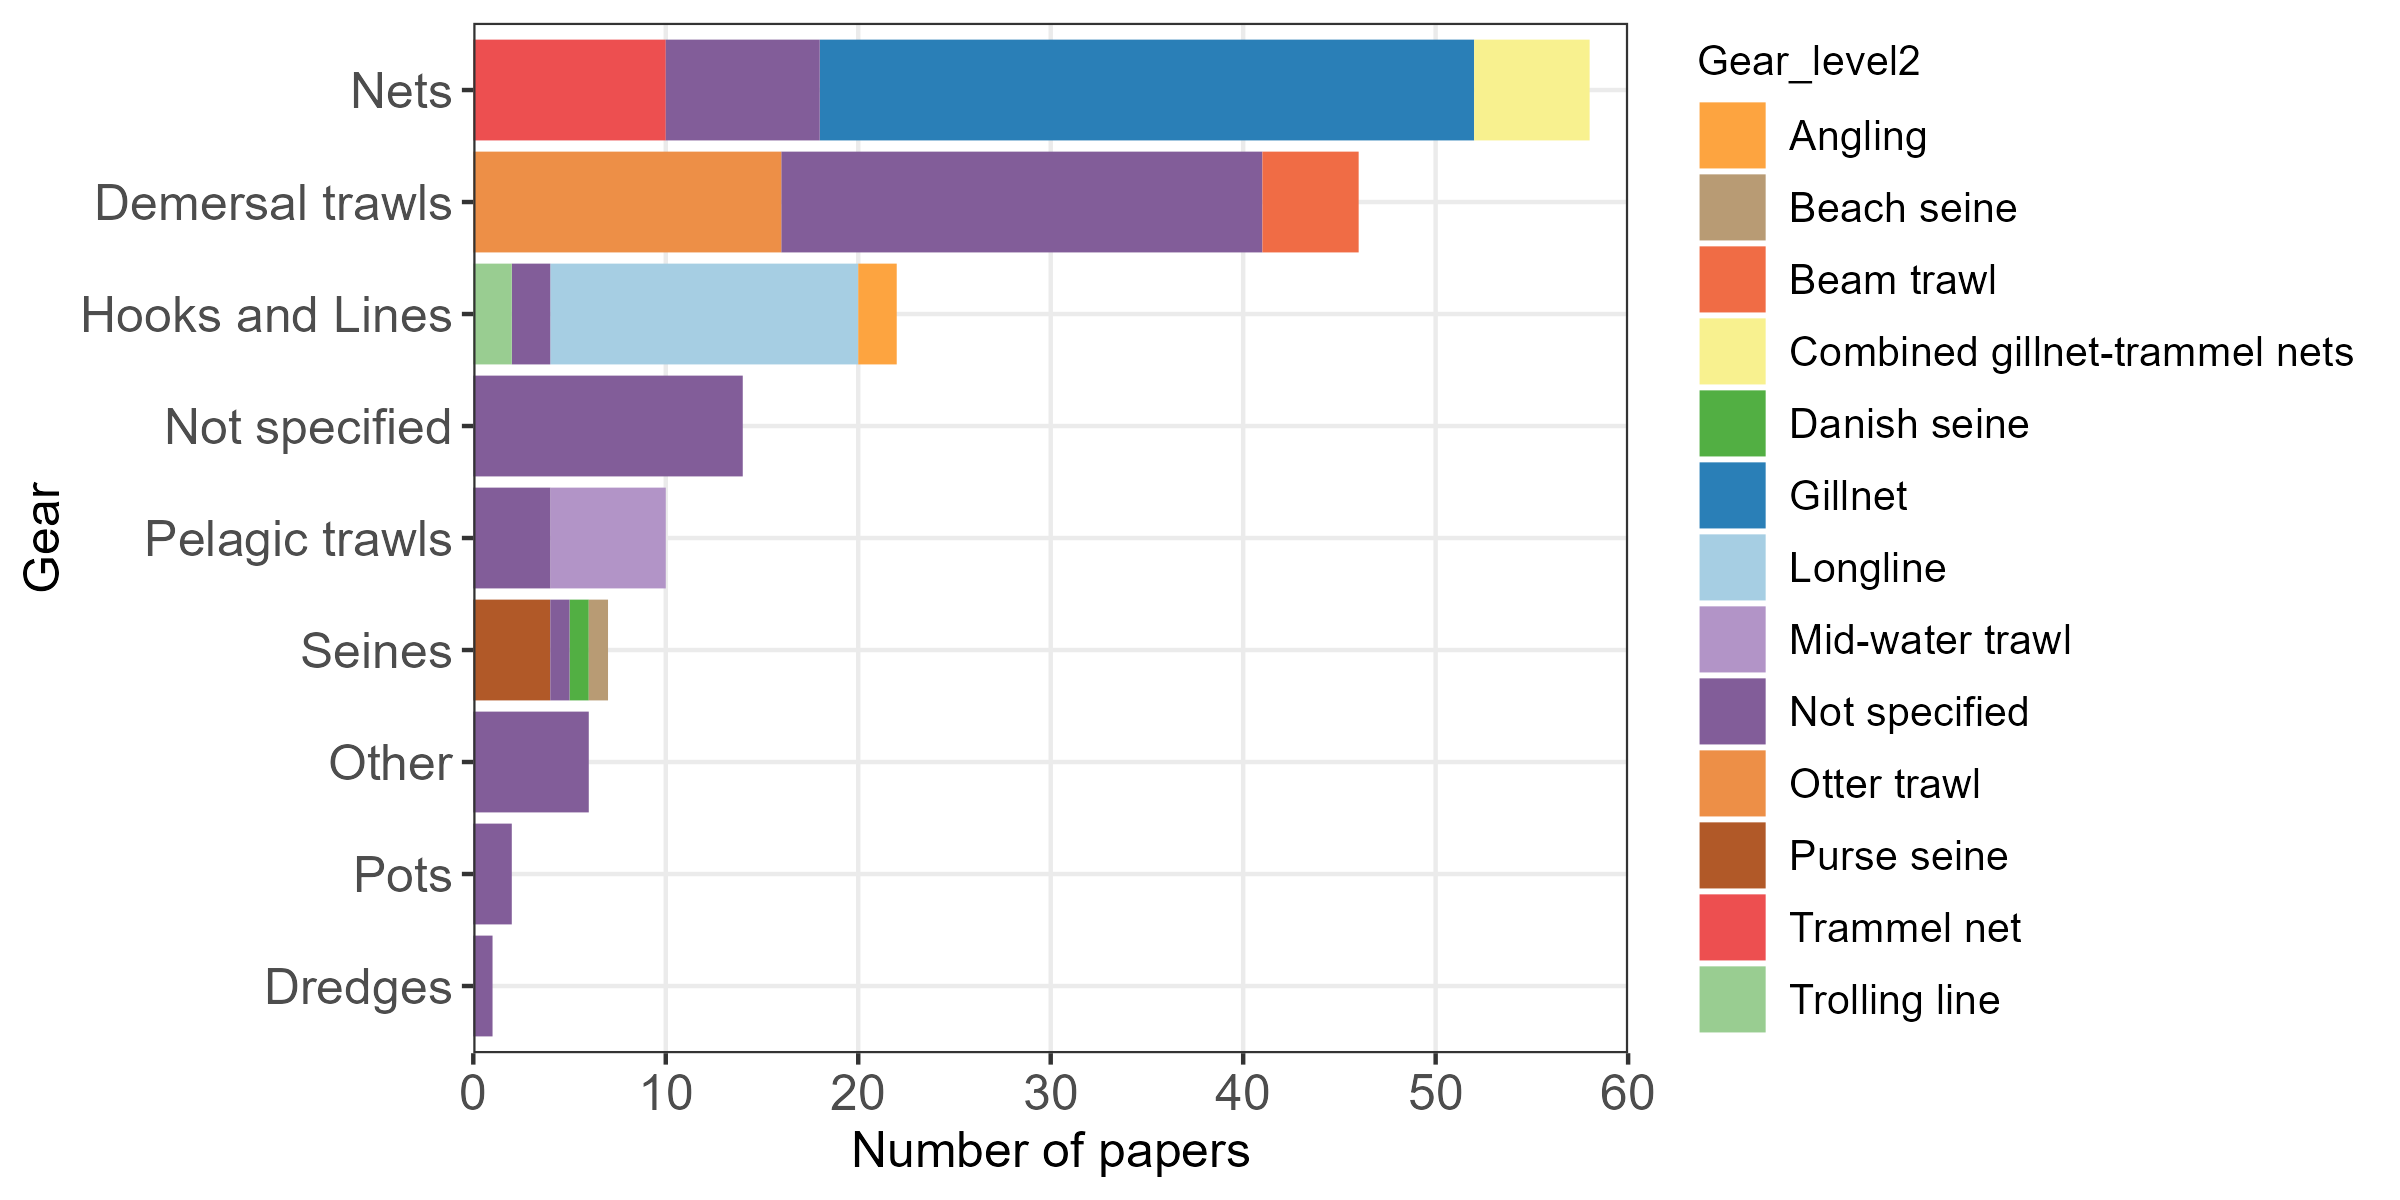 Nets
Demersal trawls
Hooks and Lines
Not specified
Pelagic trawls
Seines
Other
Pots
Dredges
Gear
0 10 20 30 40 50 60
Number of papers
Gear_level2
Angling
Beach seine
Beam trawl
Combined gillnet-trammel nets
Danish seine
Gillnet
Longline
Mid-water trawl
Not specified
Otter trawl
Purse seine
Trammel net
Trolling line